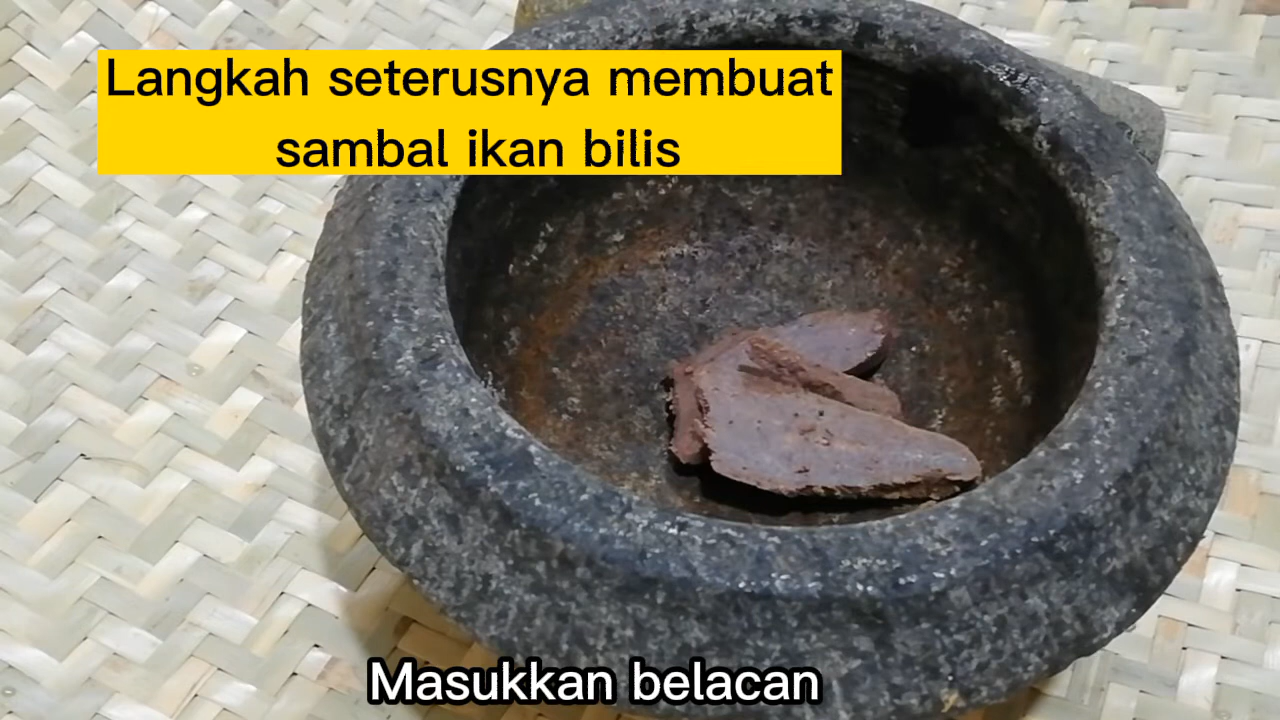 Langkah seterusnya membuat
sambal ikan bilis
Masukkan belacan